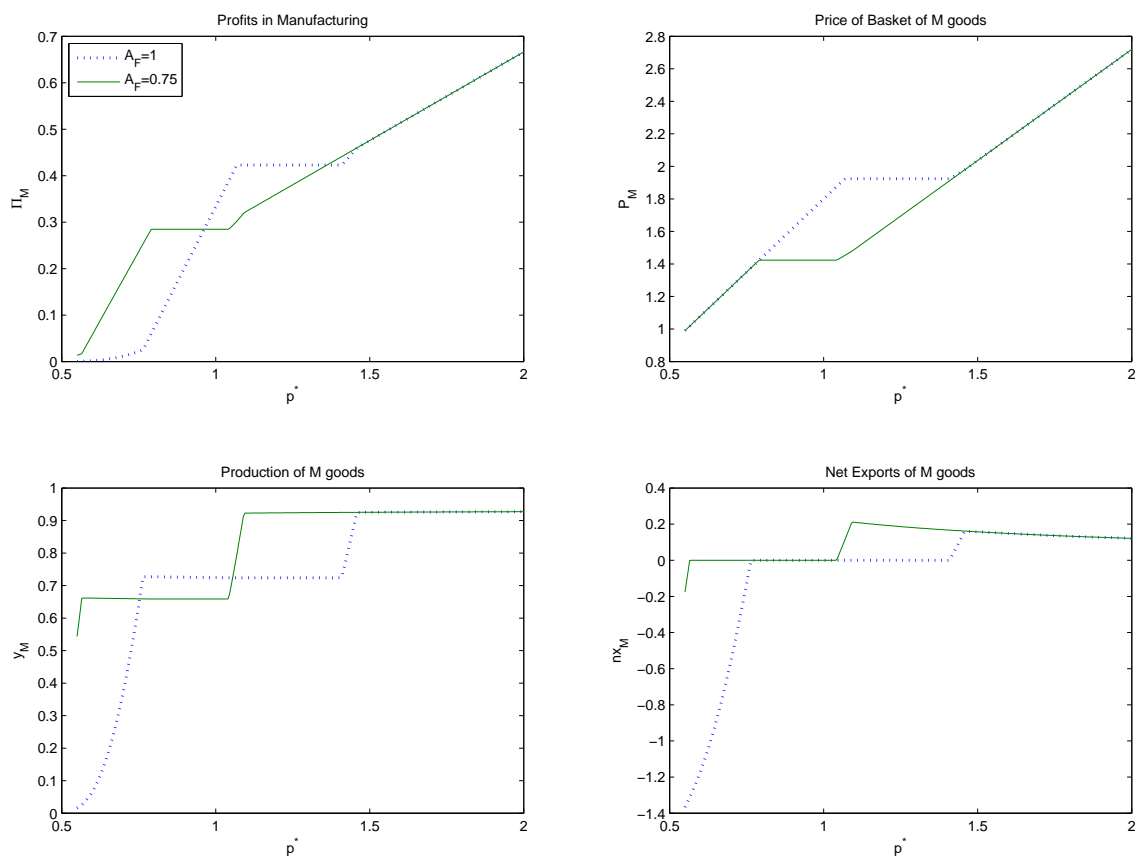 Profits in Manufacturing
0.7
0.6
0.5
0.4
0.3
0.2
0.1
0
Π_M
A_F=1
A_F=0.75
0.5 1 1.5 2
p*
Price of Basket of M goods
2.8
2.6
2.4
2.2
2
1.8
1.6
1.4
1.2
1
0.8
P_M
0.5 1 1.5 2
p*
Production of M goods
1
0.9
0.8
0.7
0.6
0.5
0.4
0.3
0.2
0.1
0
y_M
0.5 1 1.5 2
p*
Net Exports of M goods
0.4
0.2
0
−0.2
−0.4
−0.6
−0.8
−1
−1.2
−1.4
nx_M
0.5 1 1.5 2
p*